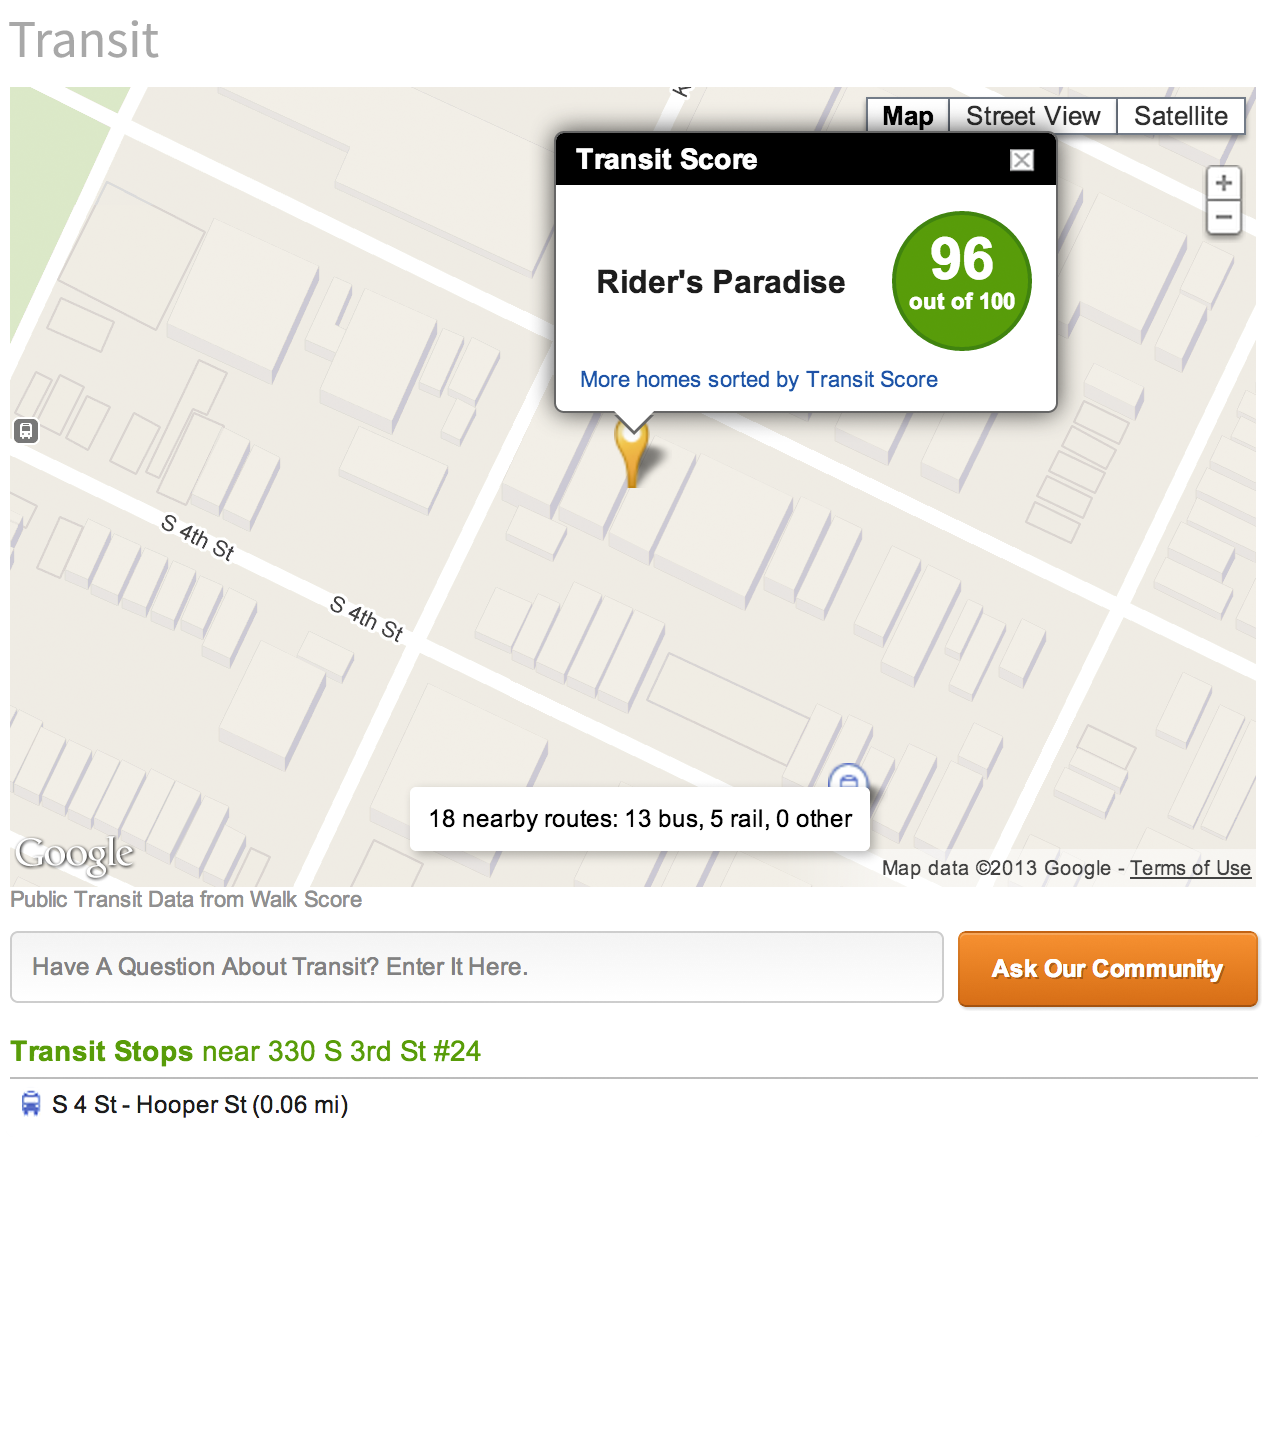 Transit
Map
Street View
Satellite
Transit Score
+
−
Rider's Paradise
96
out of 100
More homes sorted by Transit Score
S 4th St
S 4th St
18 nearby routes: 13 bus, 5 rail, 0 other
Google
Map data ©2013 Google - Terms of Use
Public Transit Data from Walk Score
Have A Question About Transit? Enter It Here.
Ask Our Community
Transit Stops near 330 S 3rd St #24
S 4 St - Hooper St (0.06 mi)